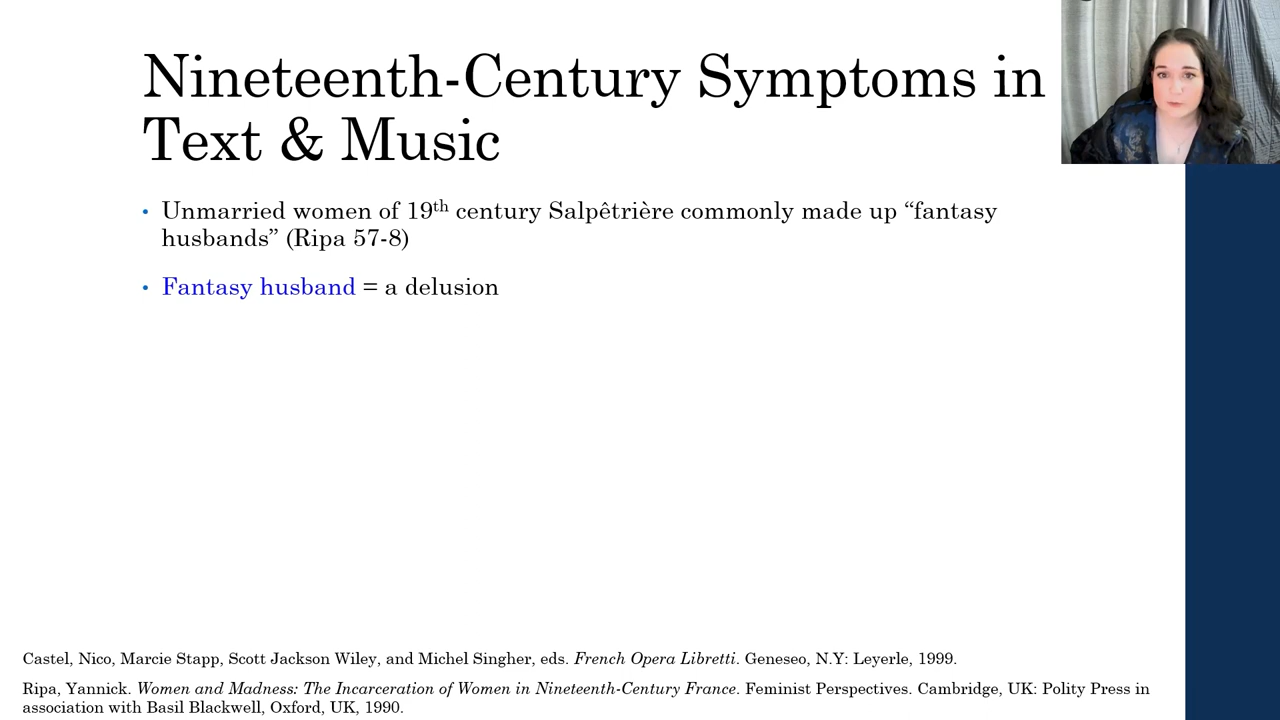 Nineteenth-Century Symptoms in
Text & Music
• Unmarried women of 19th century Salpêtrière commonly made up “fantasy
husbands” (Ripa 57-8)
• Fantasy husband = a delusion
Castel, Nico, Marcie Stapp, Scott Jackson Wiley, and Michel Singher, eds. French Opera Libretti. Geneseo, N.Y: Leyerle, 1999.
Ripa, Yannick. Women and Madness: The Incarceration of Women in Nineteenth-Century France. Feminist Perspectives. Cambridge, UK: Polity Press in
association with Basil Blackwell, Oxford, UK, 1990.